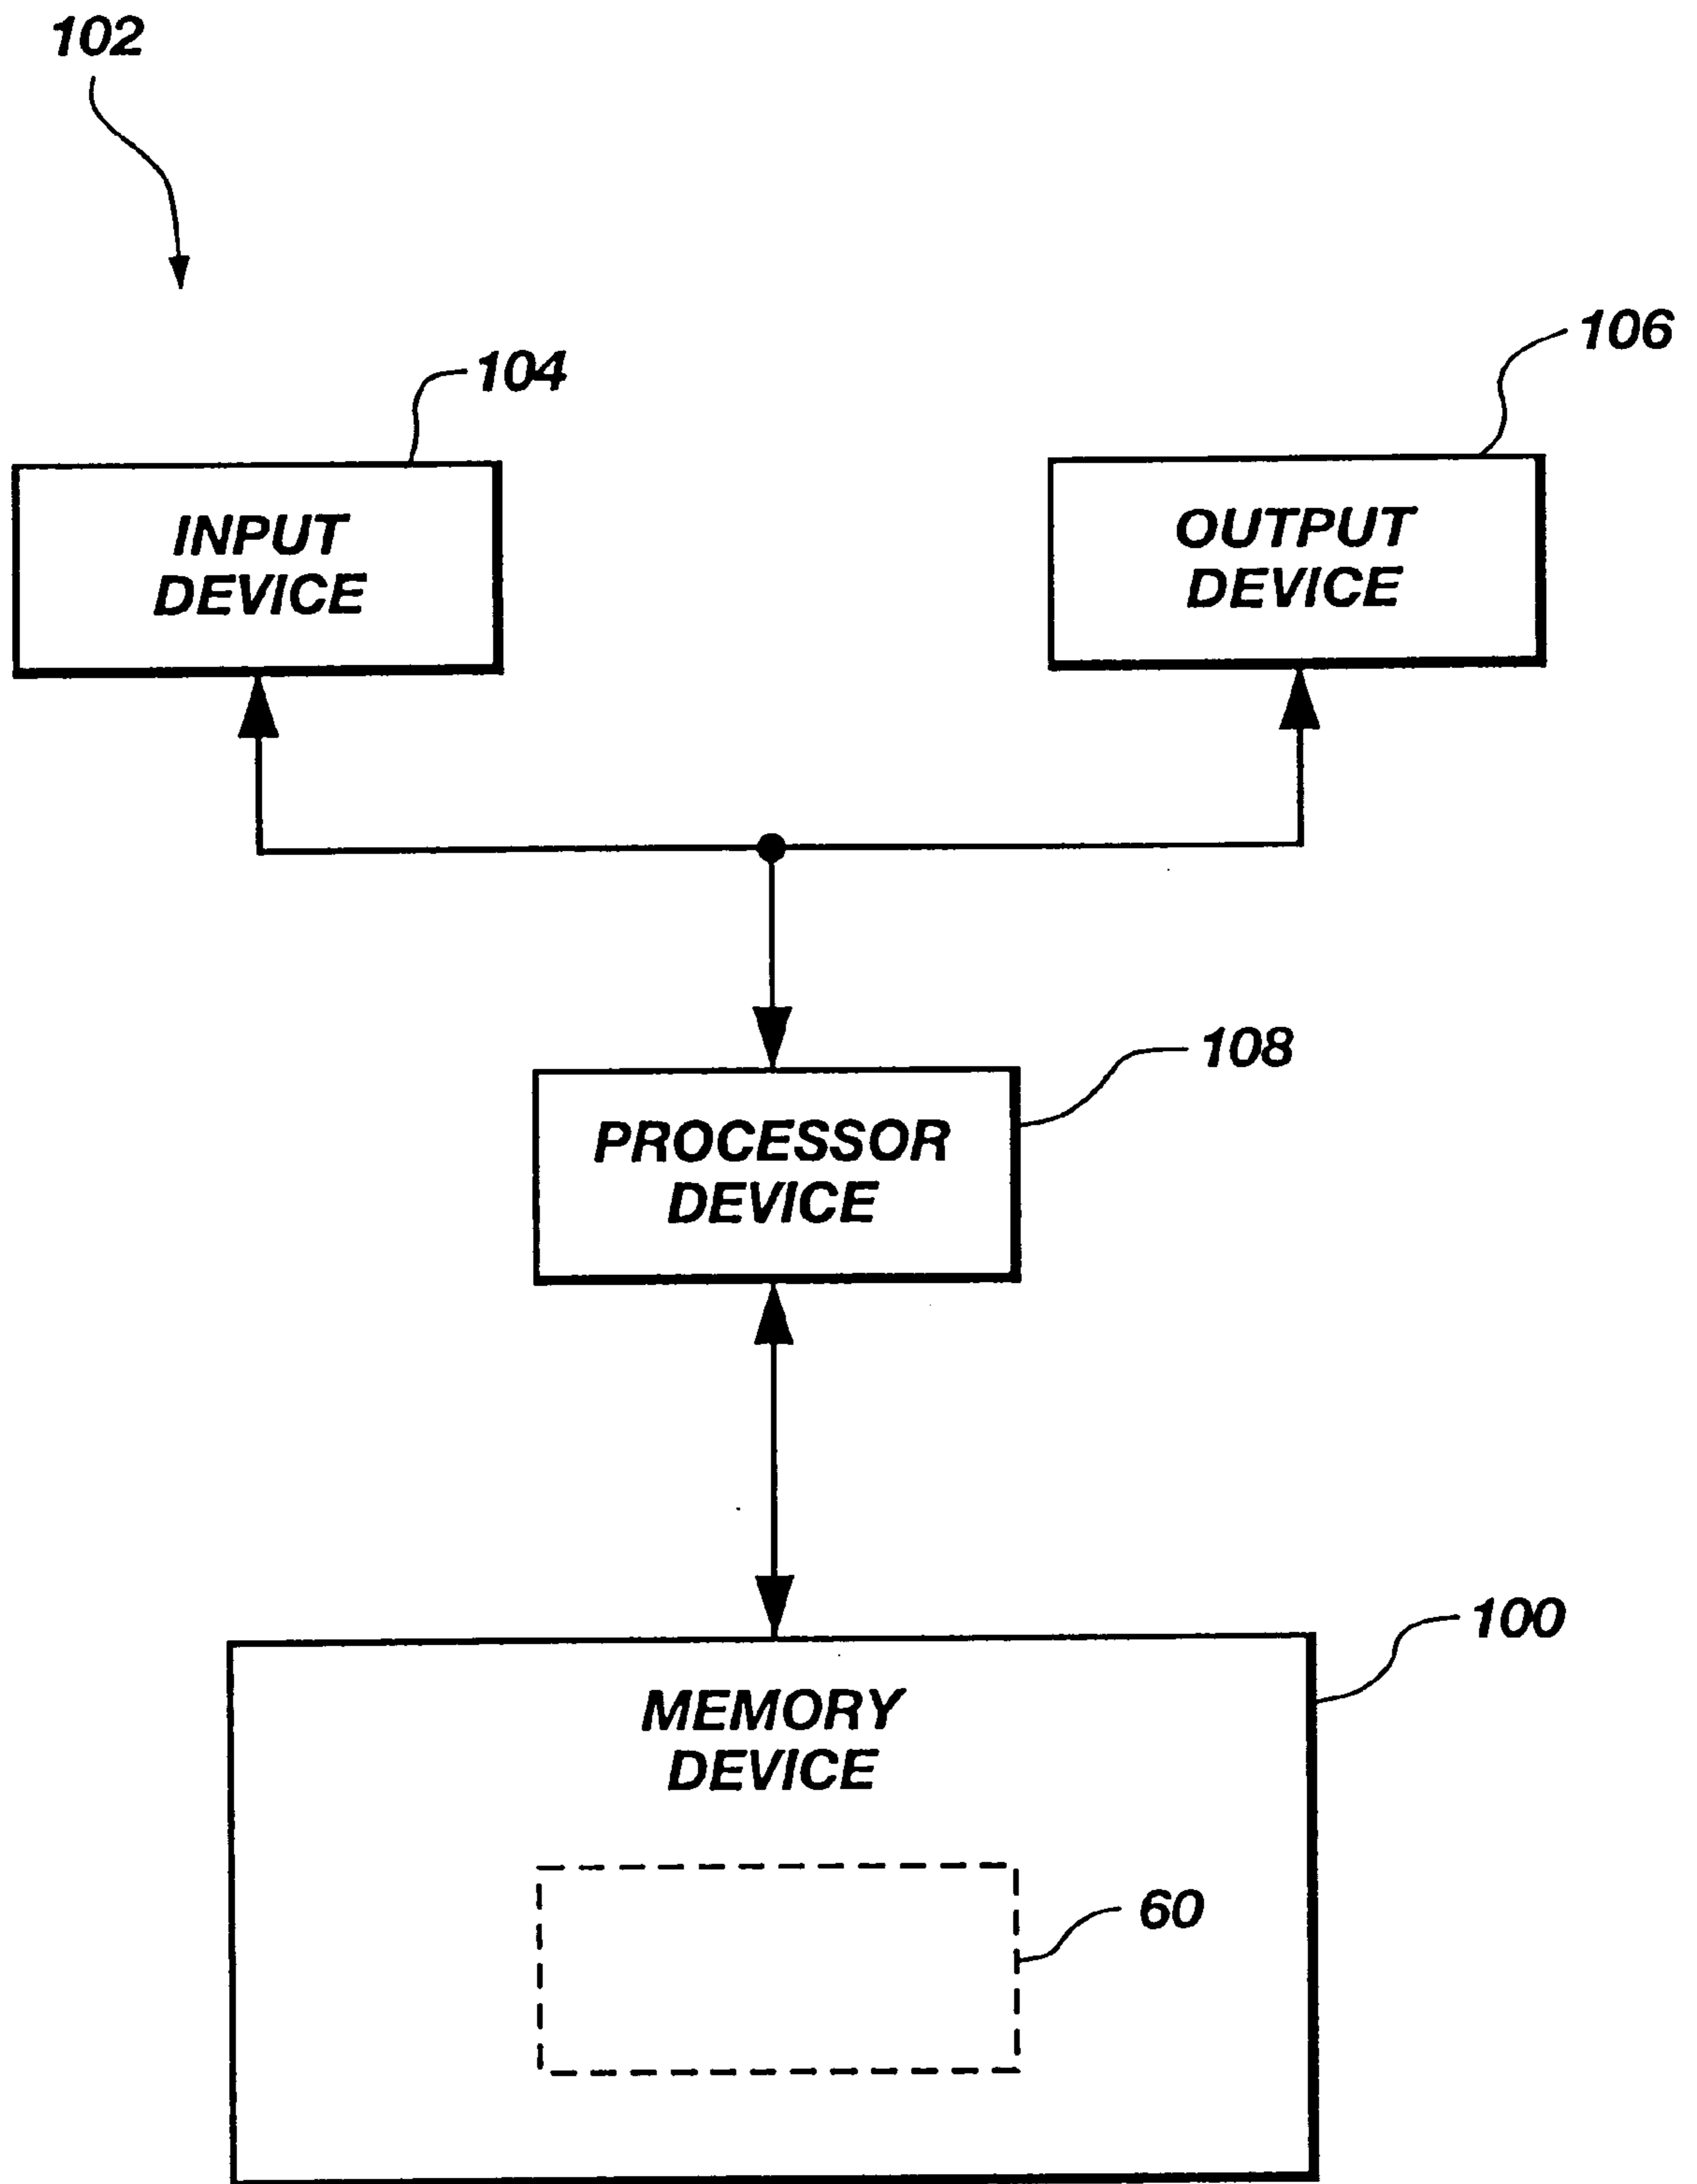 102
104
106
INPUT
DEVICE
OUTPUT
DEVICE
108
PROCESSOR
DEVICE
100
MEMORY
DEVICE
60